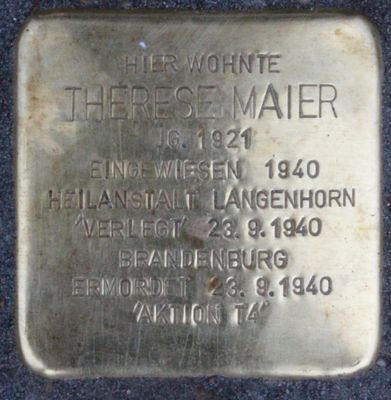 HIER WOHNTE
THERESE MAIER
JG. 1921
EINGEWIESEN 1940
HEILANSTALT LANGENHORN
'VERLEGT' 23.9.1940
BRANDENBURG
ERMORDET 23.9.1940
'AKTION T4'